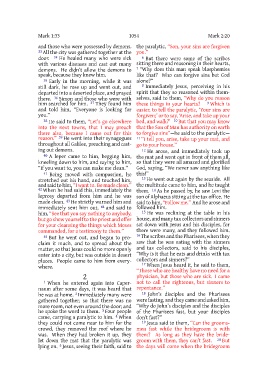 Mark 1:33
1054
Mark 2:20
and those who were possessed by demons.
33 All the city was gathered together at the
door. 34 He healed many who were sick
with various diseases and cast out many
demons. He didn't allow the demons to
speak, because they knew him.
35 Early in the morning, while it was
still dark, he rose up and went out, and
departed into a deserted place, and prayed
there. 36 Simon and those who were with
him searched for him. 37 They found him
and told him, "Everyone is looking for
you."
38 He said to them, "Let's go elsewhere
into the next towns, that I may preach
there also, because I came out for this
reason." 39 He went into their synagogues
throughout all Galilee, preaching and cast-
ing out demons.
40 A leper came to him, begging him,
kneeling down to him, and saying to him,
"If you want to, you can make me clean."
41 Being moved with compassion, he
stretched out his hand, and touched him,
and said to him, "I want to. Be made clean."
42 When he had said this, immediately the
leprosy departed from him and he was
made clean. 43 He strictly warned him and
immediately sent him out, 44 and said to
him, "See that you say nothing to anybody,
but go show yourself to the priest and offer
for your cleansing the things which Moses
commanded, for a testimony to them."
45 But he went out, and began to pro-
claim it much, and to spread about the
matter, so that Jesus could no more openly
enter into a city, but was outside in desert
places. People came to him from every-
where.
2
1 When he entered again into Caper-
naum after some days, it was heard that
he was at home. 2 Immediately many were
gathered together, so that there was no
more room, not even around the door; and
he spoke the word to them. 3 Four people
came, carrying a paralytic to him. 4 When
they could not come near to him for the
crowd, they removed the roof where he
was. When they had broken it up, they
let down the mat that the paralytic was
lying on. 5 Jesus, seeing their faith, said to
the paralytic, "Son, your sins are forgiven
you."
6 But there were some of the scribes
sitting there and reasoning in their hearts,
7 "Why does this man speak blasphemies
like that? Who can forgive sins but God
alone?"
8 Immediately Jesus, perceiving in his
spirit that they so reasoned within them-
selves, said to them, "Why do you reason
these things in your hearts? 9 Which is
easier, to tell the paralytic, 'Your sins are
forgiven;' or to say, 'Arise, and take up your
bed, and walk?' 10 But that you may know
that the Son of Man has authority on earth
to forgive sins"—he said to the paralytic—
11 "I tell you, arise, take up your mat, and
go to your house."
12 He arose, and immediately took up
the mat and went out in front of them all,
so that they were all amazed and glorified
God, saying, "We never saw anything like
this!"
13 He went out again by the seaside. All
the multitude came to him, and he taught
them. 14 As he passed by, he saw Levi the
son of Alphaeus sitting at the tax office. He
said to him, "Follow me." And he arose and
followed him.
15 He was reclining at the table in his
house, and many tax collectors and sinners
sat down with Jesus and his disciples, for
there were many, and they followed him.
16 The scribes and the Pharisees, when they
saw that he was eating with the sinners
and tax collectors, said to his disciples,
"Why is it that he eats and drinks with tax
collectors and sinners?"
17 When Jesus heard it, he said to them,
"Those who are healthy have no need for a
physician, but those who are sick. I came
not to call the righteous, but sinners to
repentance."
18 John's disciples and the Pharisees
were fasting, and they came and asked him,
"Why do John's disciples and the disciples
of the Pharisees fast, but your disciples
don't fast?"
19 Jesus said to them, "Can the grooms-
men fast while the bridegroom is with
them? As long as they have the bride-
groom with them, they can't fast. 20 But
the days will come when the bridegroom